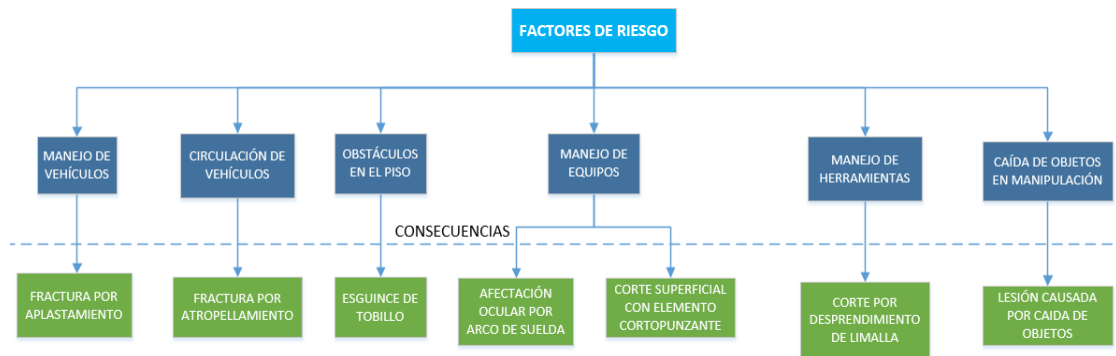 FACTORES DE RIESGO
MANEJO DE
VEHÍCULOS
CIRCULACIÓN DE
VEHÍCULOS
OBSTÁCULOS
EN EL PISO
MANEJO DE
EQUIPOS
MANEJO DE
HERRAMIENTAS
CAÍDA DE OBJETOS
EN MANIPULACIÓN
CONSECUENCIAS
FRACTURA POR
APLASTAMIENTO
FRACTURA POR
ATROPELLAMIENTO
ESGUINCE DE
TOBILLO
AFECTACIÓN
OCULAR POR
ARCO DE SUELDA
CORTE SUPERFICIAL
CON ELEMENTO
CORTOPUNZANTE
CORTE POR
DESPRENDIMIENTO
DE LIMALLA
LESIÓN CAUSADA
POR CAIDA DE
OBJETOS